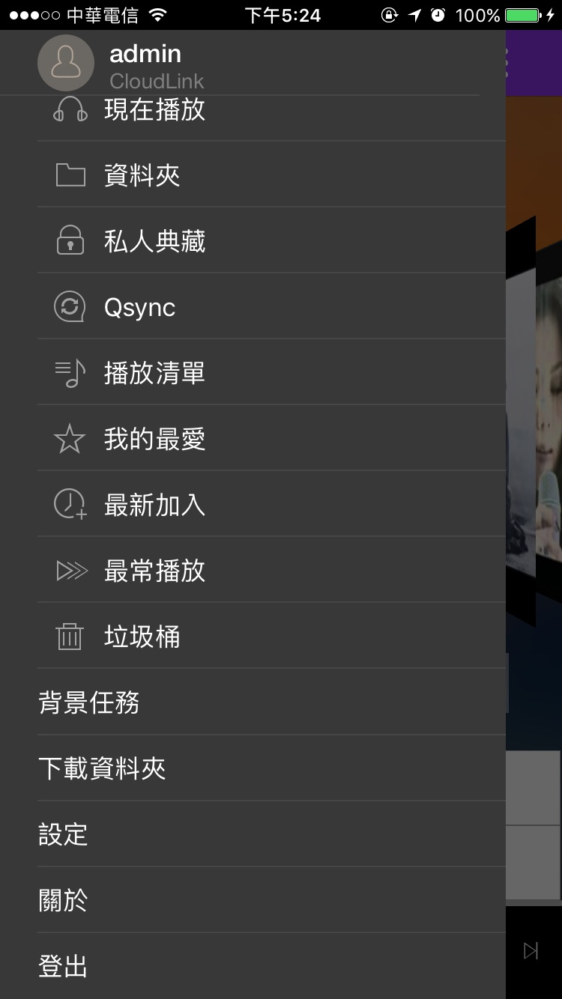 中華電信 下午5:24 100%
admin
CloudLink
現在播放
資料夾
私人典藏
Qsync
播放清單
我的最愛
最新加入
最常播放
垃圾桶
背景任務
下載資料夾
設定
關於
登出